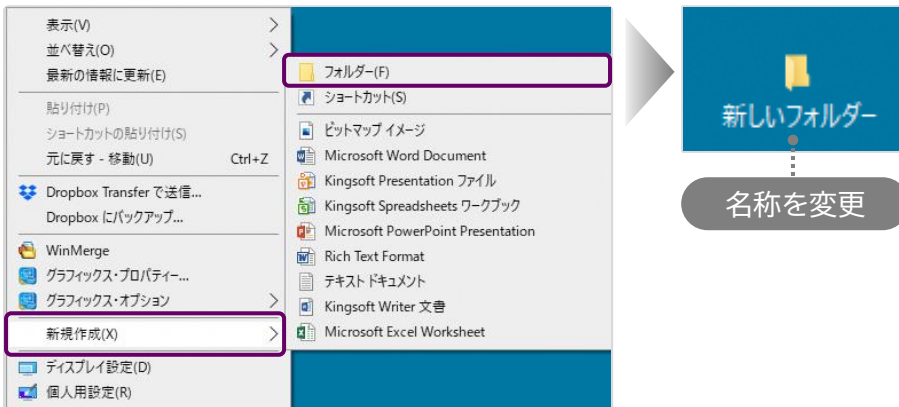 表示(V)
並べ替え(O)
最新の情報に更新(E)
貼り付け(P)
ショートカットの貼り付け(S)
元に戻す - 移動(U) Ctrl+Z
Dropbox Transfer で送信...
Dropbox にバックアップ...
WinMerge
グラフィックス・プロパティー...
グラフィックス・オプション
新規作成(X)
ディスプレイ設定(D)
個人用設定(R)
フォルダー(F)
ショートカット(S)
ビットマップ イメージ
Microsoft Word Document
Kingsoft Presentation ファイル
Kingsoft Spreadsheets ワークブック
Microsoft PowerPoint Presentation
Rich Text Format
テキスト ドキュメント
Kingsoft Writer 文書
Microsoft Excel Worksheet
新しいフォルダー
名称を変更